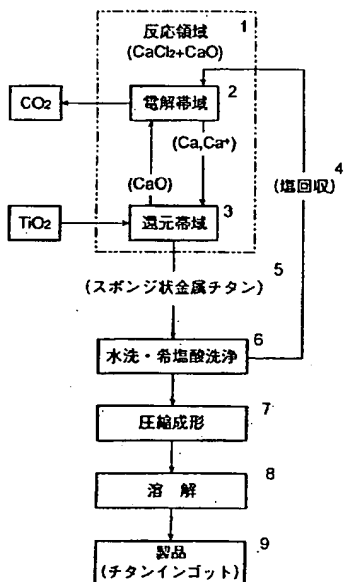 1
反応領域
(CaCl₂+CaO)
2
CO₂
電解帯域
4
(Ca,Ca⁺)
(塩回収)
(CaO)
3
TiO₂
還元帯域
5
(スポンジ状金属チタン)
6
水洗・希塩酸洗浄
7
圧縮成形
8
溶 解
9
製品
(チタンインゴット)